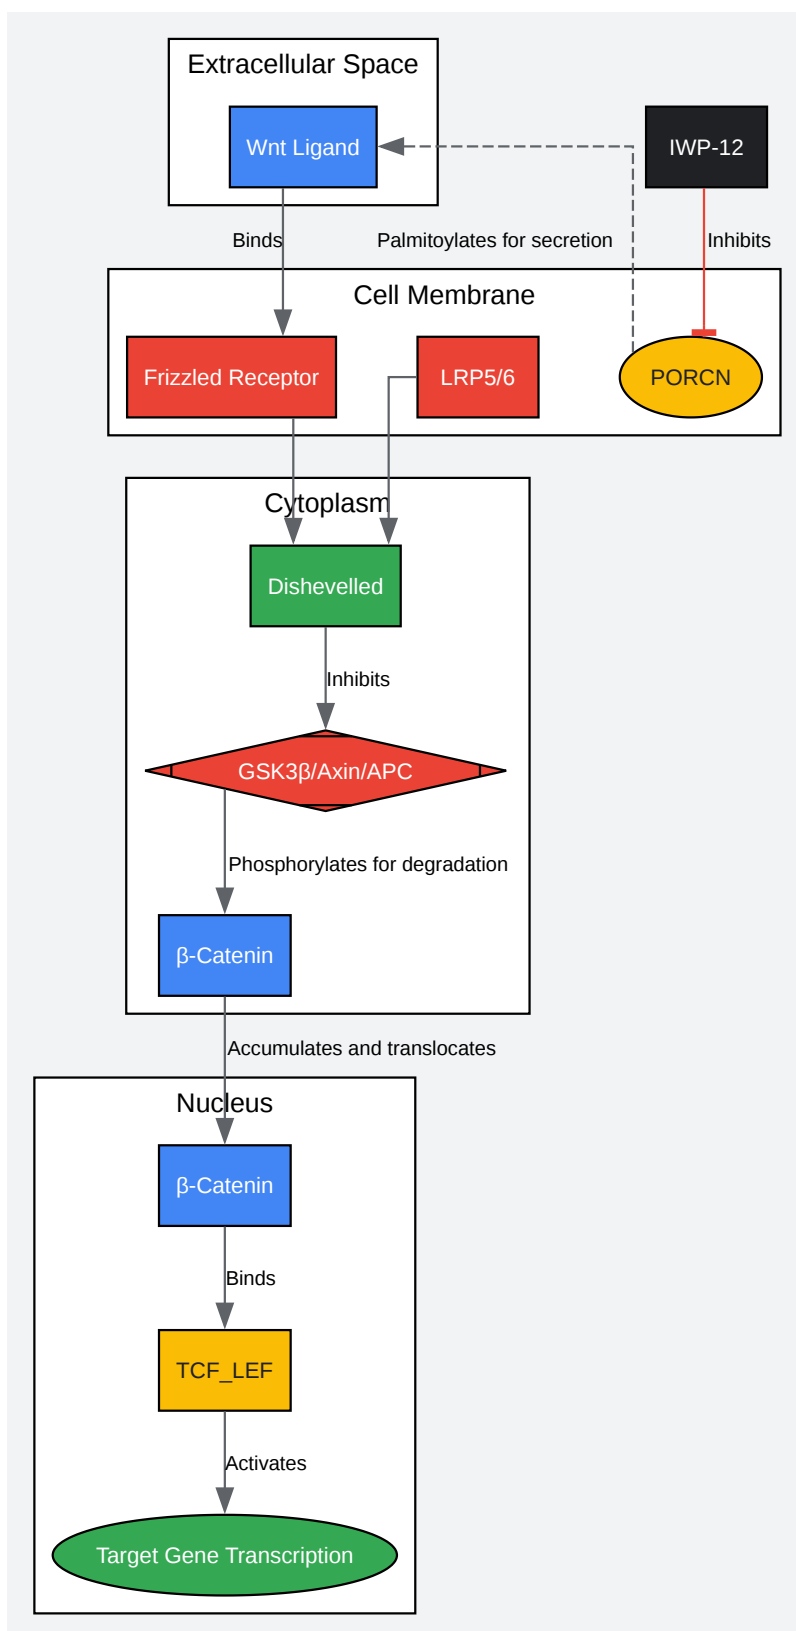 Extracellular Space
Wnt Ligand
IWP-12
Binds
Palmitoylates for secretion
Inhibits
Cell Membrane
Frizzled Receptor
LRP5/6
PORCN
Cytoplasm
Dishevelled
Inhibits
GSK3β/Axin/APC
Phosphorylates for degradation
β-Catenin
Accumulates and translocates
Nucleus
β-Catenin
Binds
TCF_LEF
Activates
Target Gene Transcription